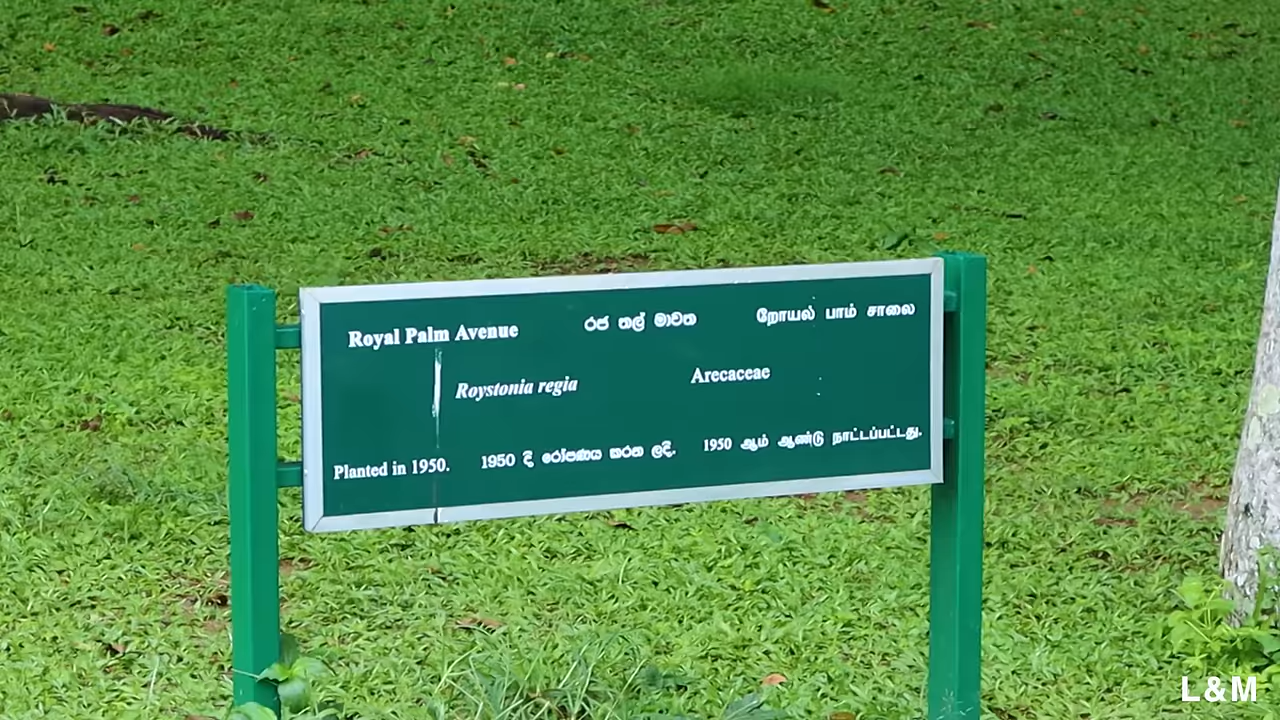 Royal Palm Avenue රජ තල් මාවත றோயல் பாம் சாலை
Roystonia regia Arecaceae
Planted in 1950. 1950 දී රෝපණය කරන ලදී. 1950 ஆம் ஆண்டு நாட்டப்பட்டது.
L&M